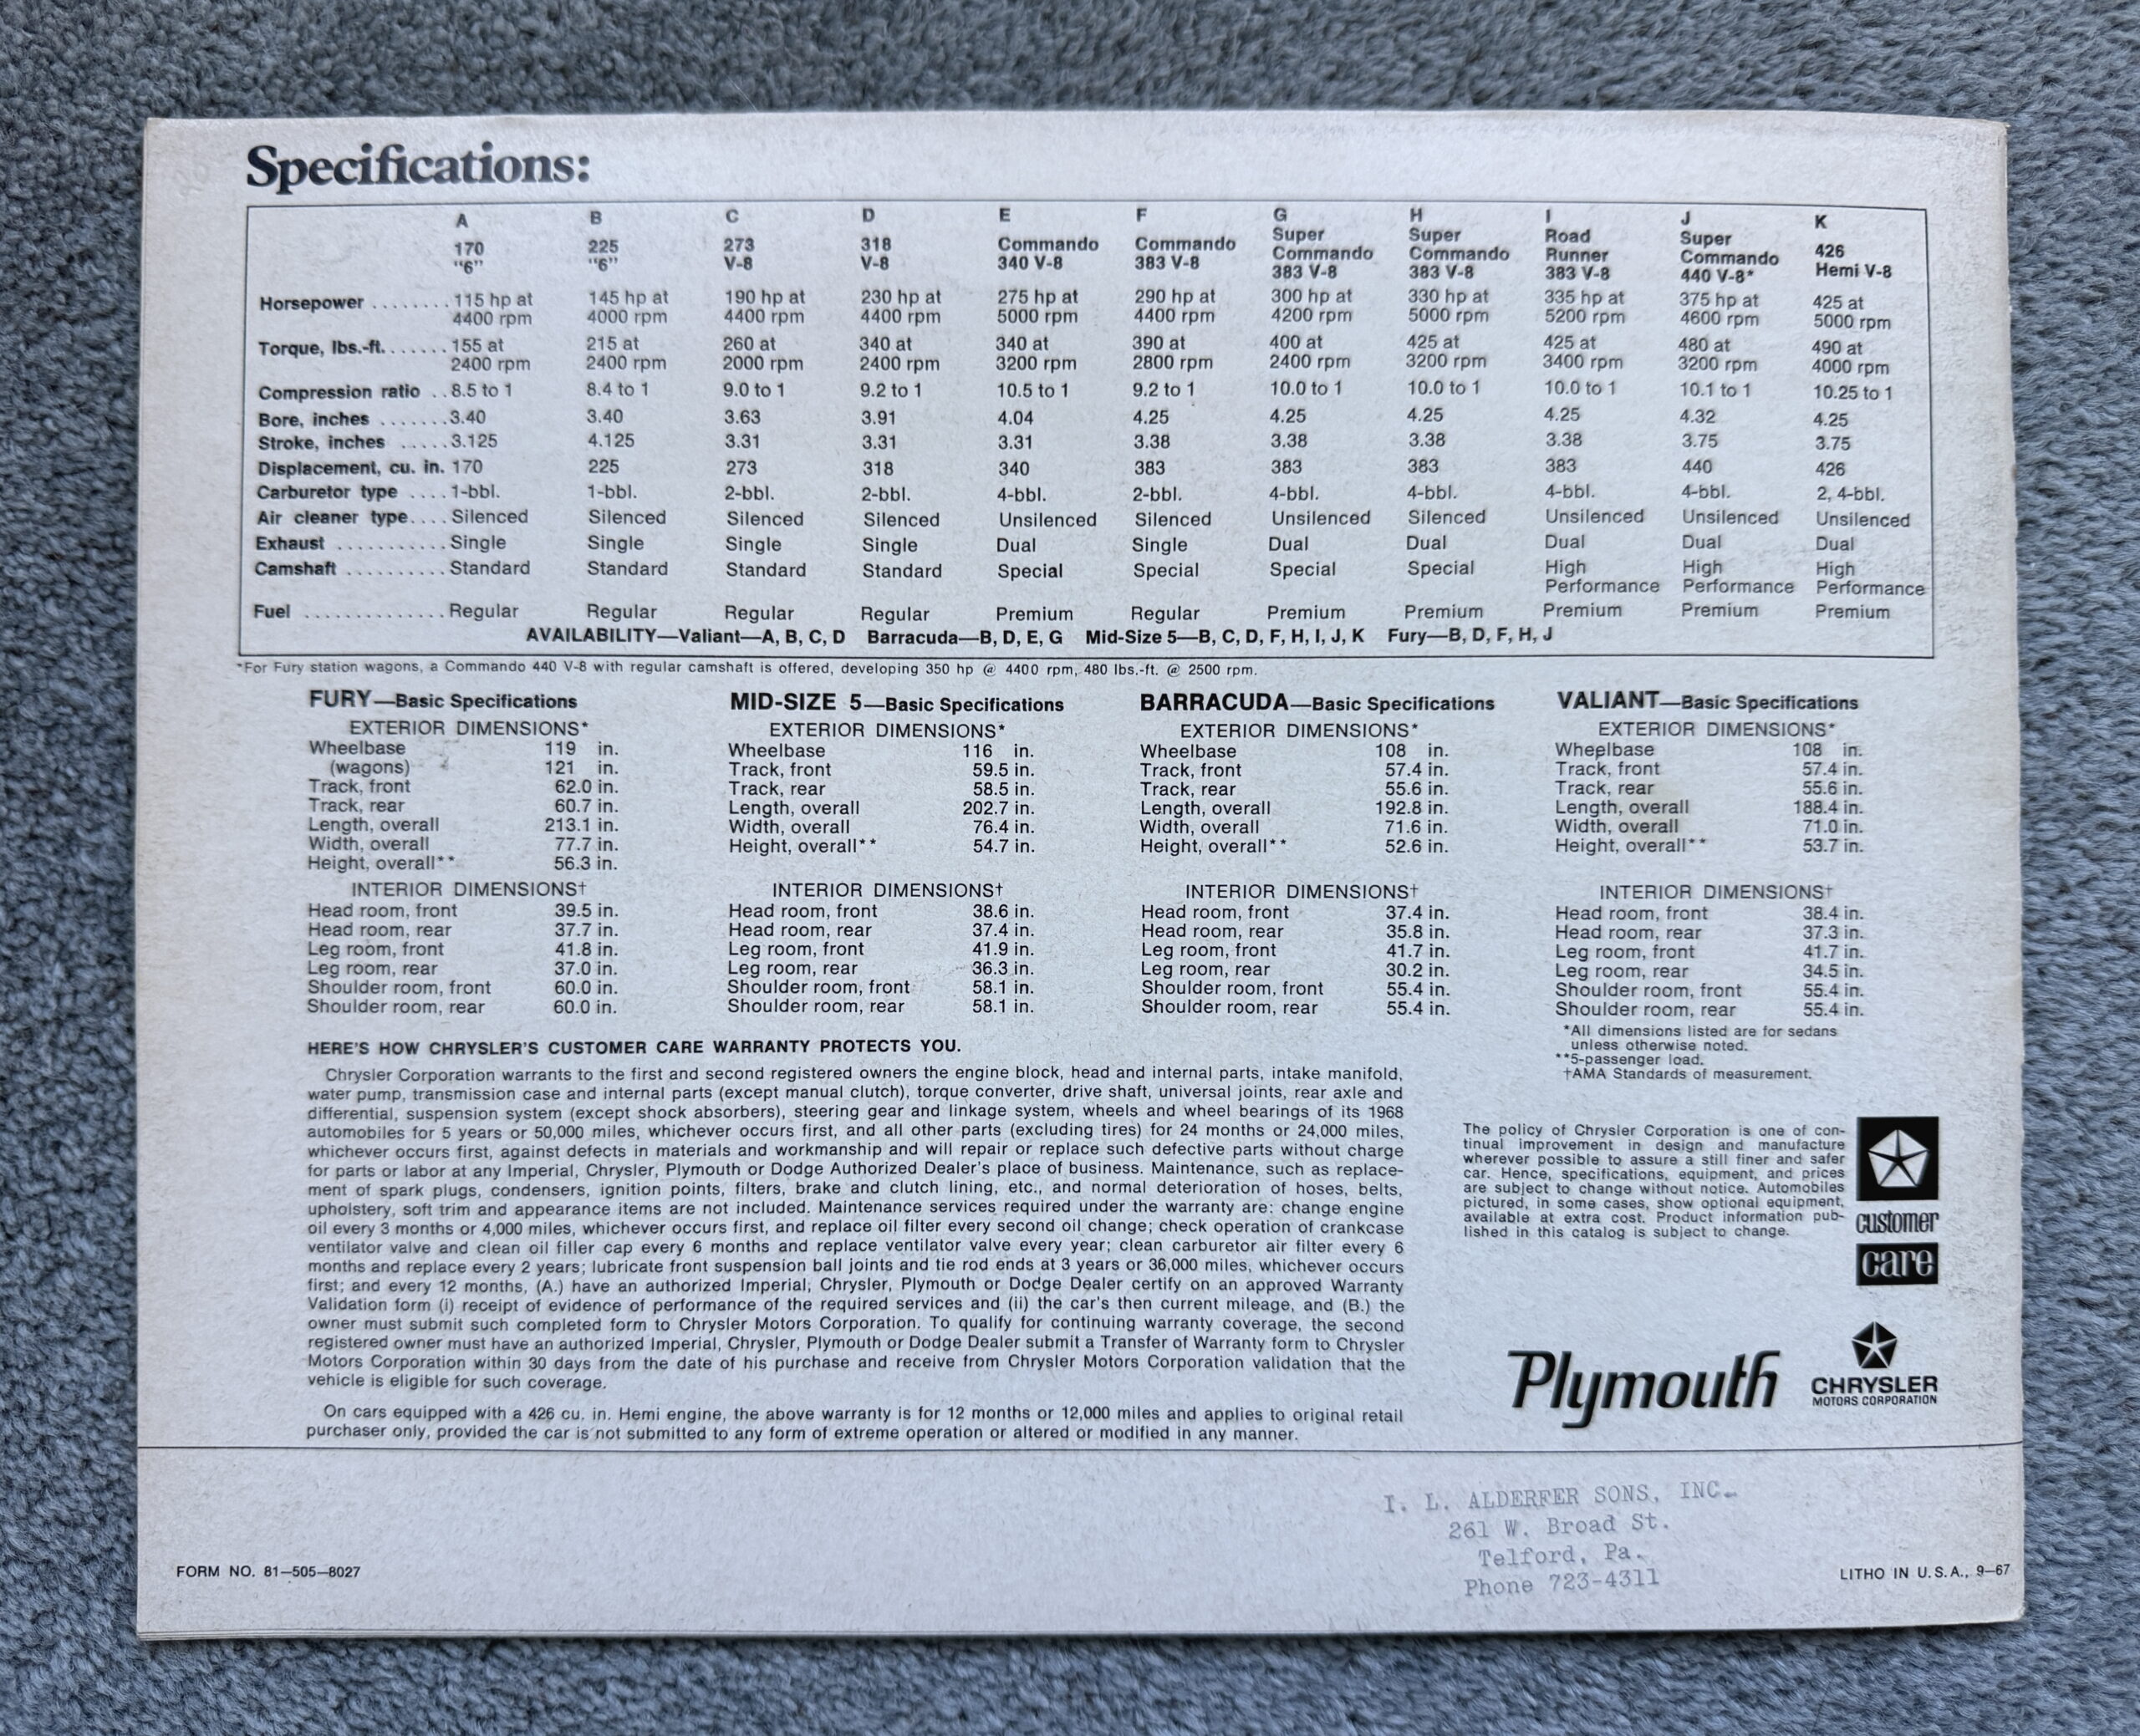 Specifications:
A B C D E F G H I J K
170 "6" 225 "6" 273 V-8 318 V-8 Commando 340 V-8 Commando 383 V-8 Super Commando 383 V-8 Super Commando 383 V-8 Road Runner 383 V-8 Super Commando 440 V-8* 426 Hemi V-8
Horsepower ........ 115 hp at 4400 rpm 145 hp at 4000 rpm 190 hp at 4400 rpm 230 hp at 4400 rpm 275 hp at 5000 rpm 290 hp at 4400 rpm 300 hp at 4200 rpm 330 hp at 5000 rpm 335 hp at 5200 rpm 375 hp at 4600 rpm 425 at 5000 rpm
Torque, lbs.-ft. ...... 155 at 2400 rpm 215 at 2400 rpm 260 at 2000 rpm 340 at 2400 rpm 340 at 3200 rpm 390 at 2800 rpm 400 at 2400 rpm 425 at 3200 rpm 425 at 3400 rpm 480 at 3200 rpm 490 at 4000 rpm
Compression ratio .. 8.5 to 1 8.4 to 1 9.0 to 1 9.2 to 1 10.5 to 1 9.2 to 1 10.0 to 1 10.0 to 1 10.0 to 1 10.1 to 1 10.25 to 1
Bore, inches ....... 3.40 3.40 3.63 3.91 4.04 4.25 4.25 4.25 4.25 4.32 4.25
Stroke, inches ..... 3.125 4.125 3.31 3.31 3.31 3.38 3.38 3.38 3.38 3.75 3.75
Displacement, cu. in. 170 225 273 318 340 383 383 383 383 440 426
Carburetor type .... 1-bbl. 1-bbl. 2-bbl. 2-bbl. 4-bbl. 2-bbl. 4-bbl. 4-bbl. 4-bbl. 4-bbl. 2, 4-bbl.
Air cleaner type.... Silenced Silenced Silenced Silenced Unsilenced Silenced Unsilenced Silenced Unsilenced Unsilenced Unsilenced
Exhaust ........... Single Single Single Single Dual Single Dual Dual Dual Dual Dual
Camshaft .......... Standard Standard Standard Standard Special Special Special Special High Performance High Performance High Performance
Fuel .............. Regular Regular Regular Regular Premium Regular Premium Premium Premium Premium Premium
AVAILABILITY—Valiant—A, B, C, D Barracuda—B, D, E, G Mid-Size 5—B, C, D, F, H, I, J, K Fury—B, D, F, H, J
*For Fury station wagons, a Commando 440 V-8 with regular camshaft is offered, developing 350 hp @ 4400 rpm, 480 lbs.-ft. @ 2500 rpm.
FURY—Basic Specifications
EXTERIOR DIMENSIONS*
Wheelbase 119 in.
(wagons) 121 in.
Track, front 62.0 in.
Track, rear 60.7 in.
Length, overall 213.1 in.
Width, overall 77.7 in.
Height, overall** 56.3 in.
INTERIOR DIMENSIONS†
Head room, front 39.5 in.
Head room, rear 37.7 in.
Leg room, front 41.8 in.
Leg room, rear 37.0 in.
Shoulder room, front 60.0 in.
Shoulder room, rear 60.0 in.
MID-SIZE 5—Basic Specifications
EXTERIOR DIMENSIONS*
Wheelbase 116 in.
Track, front 59.5 in.
Track, rear 58.5 in.
Length, overall 202.7 in.
Width, overall 76.4 in.
Height, overall** 54.7 in.
INTERIOR DIMENSIONS†
Head room, front 38.6 in.
Head room, rear 37.4 in.
Leg room, front 41.9 in.
Leg room, rear 36.3 in.
Shoulder room, front 58.1 in.
Shoulder room, rear 58.1 in.
BARRACUDA—Basic Specifications
EXTERIOR DIMENSIONS*
Wheelbase 108 in.
Track, front 57.4 in.
Track, rear 55.6 in.
Length, overall 192.8 in.
Width, overall 71.6 in.
Height, overall** 52.6 in.
INTERIOR DIMENSIONS†
Head room, front 37.4 in.
Head room, rear 35.8 in.
Leg room, front 41.7 in.
Leg room, rear 30.2 in.
Shoulder room, front 55.4 in.
Shoulder room, rear 55.4 in.
VALIANT—Basic Specifications
EXTERIOR DIMENSIONS*
Wheelbase 108 in.
Track, front 57.4 in.
Track, rear 55.6 in.
Length, overall 188.4 in.
Width, overall 71.0 in.
Height, overall** 53.7 in.
INTERIOR DIMENSIONS†
Head room, front 38.4 in.
Head room, rear 37.3 in.
Leg room, front 41.7 in.
Leg room, rear 34.5 in.
Shoulder room, front 55.4 in.
Shoulder room, rear 55.4 in.
*All dimensions listed are for sedans
unless otherwise noted.
**5-passenger load.
†AMA Standards of measurement.
HERE'S HOW CHRYSLER'S CUSTOMER CARE WARRANTY PROTECTS YOU.
Chrysler Corporation warrants to the first and second registered owners the engine block, head and internal parts, intake manifold,
water pump, transmission case and internal parts (except manual clutch), torque converter, drive shaft, universal joints, rear axle and
differential, suspension system (except shock absorbers), steering gear and linkage system, wheels and wheel bearings of its 1968
automobiles for 5 years or 50,000 miles, whichever occurs first, and all other parts (excluding tires) for 24 months or 24,000 miles,
whichever occurs first, against defects in materials and workmanship and will repair or replace such defective parts without charge
for parts or labor at any Imperial, Chrysler, Plymouth or Dodge Authorized Dealer's place of business. Maintenance, such as replace-
ment of spark plugs, condensers, ignition points, filters, brake and clutch lining, etc., and normal deterioration of hoses, belts,
upholstery, soft trim and appearance items are not included. Maintenance services required under the warranty are: change engine
oil every 3 months or 4,000 miles, whichever occurs first, and replace oil filter every second oil change; check operation of crankcase
ventilator valve and clean oil filler cap every 6 months and replace ventilator valve every year; clean carburetor air filter every 6
months and replace every 2 years; lubricate front suspension ball joints and tie rod ends at 3 years or 36,000 miles, whichever occurs
first; and every 12 months, (A.) have an authorized Imperial, Chrysler, Plymouth or Dodge Dealer certify on an approved Warranty
Validation form (i) receipt of evidence of performance of the required services and (ii) the car's then current mileage, and (B.) the
owner must submit such completed form to Chrysler Motors Corporation. To qualify for continuing warranty coverage, the second
registered owner must have an authorized Imperial, Chrysler, Plymouth or Dodge Dealer submit a Transfer of Warranty form to Chrysler
Motors Corporation within 30 days from the date of his purchase and receive from Chrysler Motors Corporation validation that the
vehicle is eligible for such coverage.
On cars equipped with a 426 cu. in. Hemi engine, the above warranty is for 12 months or 12,000 miles and applies to original retail
purchaser only, provided the car is not submitted to any form of extreme operation or altered or modified in any manner.
The policy of Chrysler Corporation is one of con-
tinual improvement in design and manufacture
wherever possible to assure a still finer and safer
car. Hence, specifications, equipment, and prices
are subject to change without notice. Automobiles
pictured, in some cases, show optional equipment,
available at extra cost. Product information pub-
lished in this catalog is subject to change.
customer
care
Plymouth
CHRYSLER
MOTORS CORPORATION
I. L. ALDERFER SONS, INC.
261 W. Broad St.
Telford, Pa.
Phone 723-4311
FORM NO. 81—505—8027
LITHO IN U.S.A., 9—67